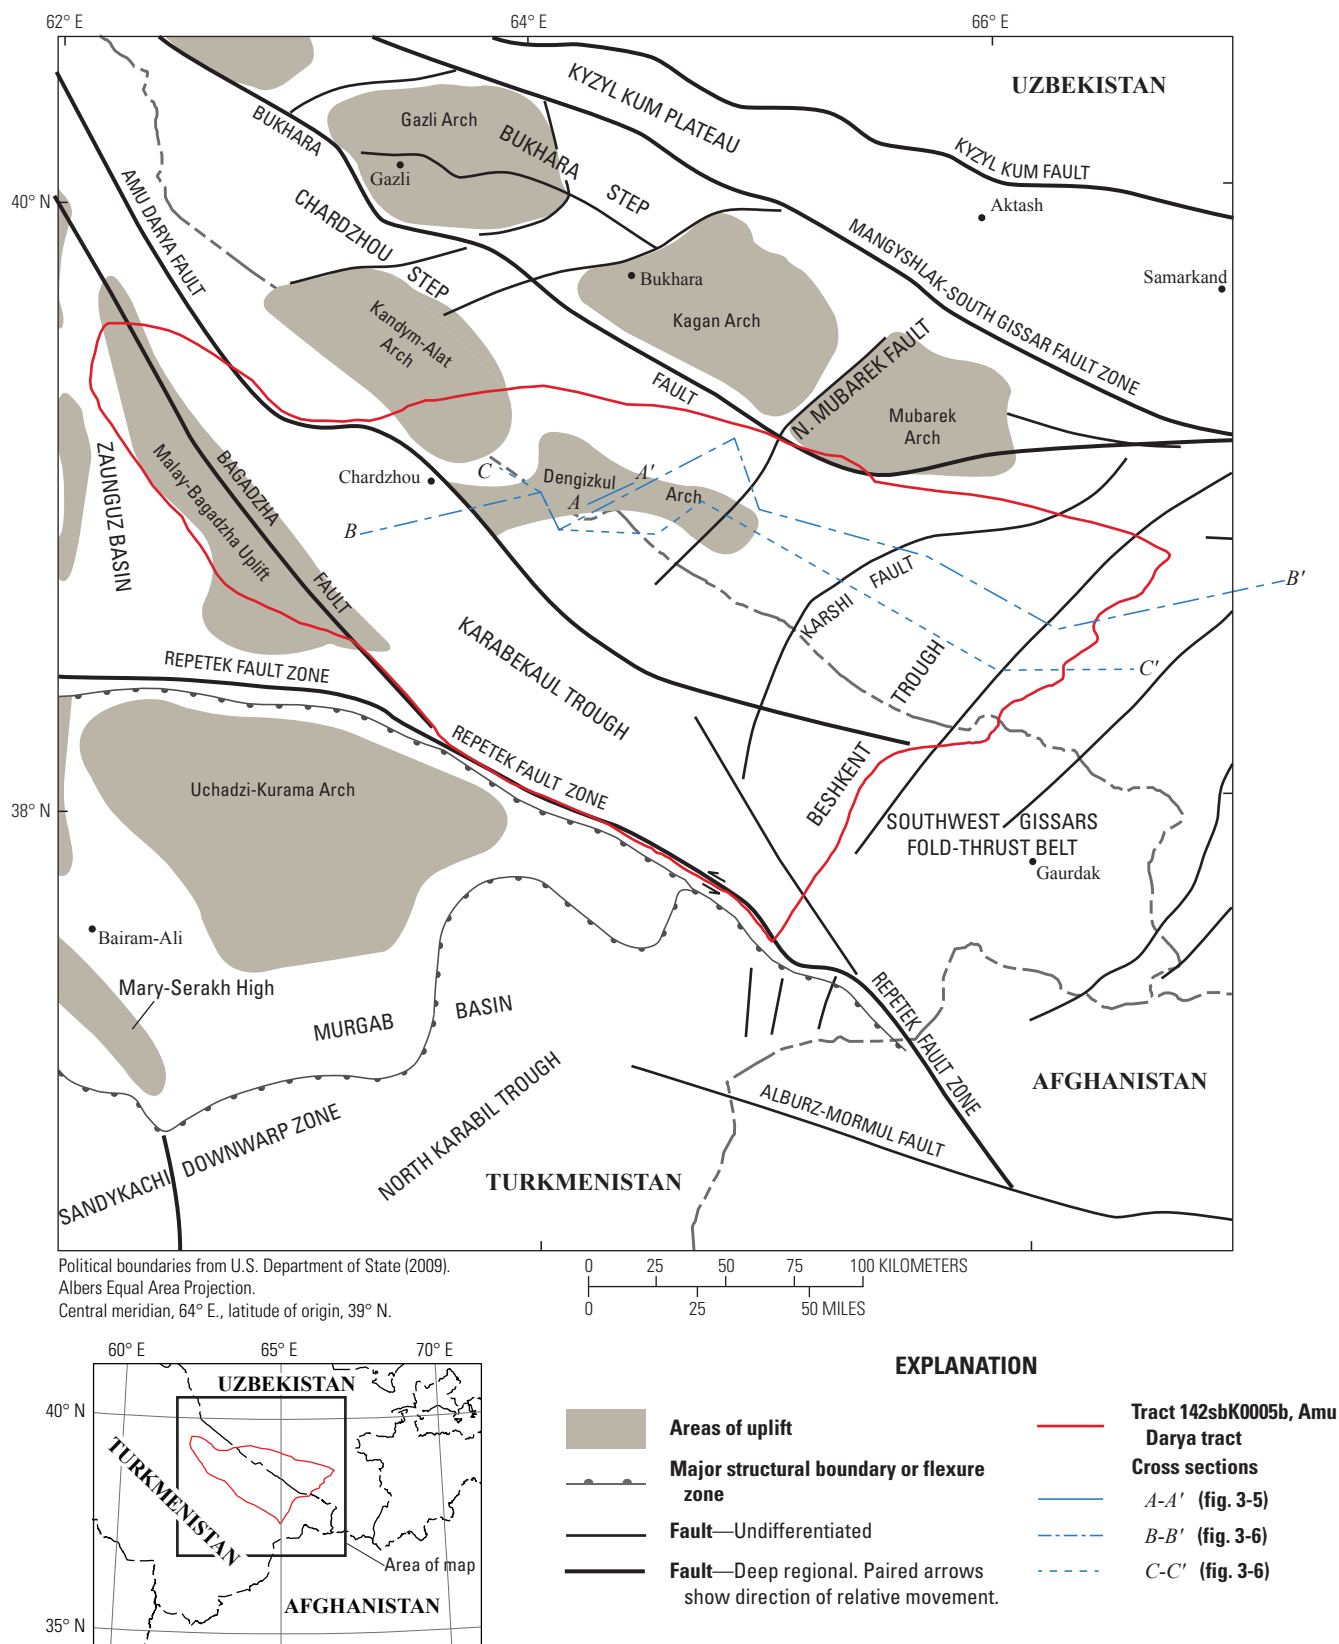 62° E
64° E
66° E
40° N
38° N
UZBEKISTAN
KYZYL KUM PLATEAU
KYZYL KUM FAULT
Gazli Arch
BUKHARA
BUKHARA
STEP
Gazli
Aktash
AMU DARYA FAULT
CHARDZHOU
STEP
MANGYSHLAK-SOUTH GISSAR FAULT ZONE
Bukhara
Samarkand
Kandym-Alat
Arch
Kagan Arch
FAULT
N. MUBAREK FAULT
Mubarek
Arch
ZAUNGUZ BASIN
Malay-Bagadzha Uplift
BAGADZHA
FAULT
Chardzhou
C
Dengizkul
A'
A
Arch
B
B'
KARSHI
FAULT
KARABEKAUL TROUGH
TROUGH
C'
REPETEK FAULT ZONE
REPETEK FAULT ZONE
BESHKENT
Uchadzi-Kurama Arch
SOUTHWEST GISSARS
FOLD-THRUST BELT
Gaurdak
Bairam-Ali
Mary-Serakh High
MURGAB
BASIN
REPETEK FAULT ZONE
AFGHANISTAN
NORTH KARABIL TROUGH
ALBURZ-MORMUL FAULT
SANDYKACHI DOWNWARP ZONE
TURKMENISTAN
Political boundaries from U.S. Department of State (2009).
Albers Equal Area Projection.
Central meridian, 64° E., latitude of origin, 39° N.
0 25 50 75 100 KILOMETERS
0 25 50 MILES
60° E
65° E
70° E
40° N
35° N
UZBEKISTAN
TURKMENISTAN
Area of map
AFGHANISTAN
EXPLANATION
Areas of uplift
Major structural boundary or flexure
zone
Fault—Undifferentiated
Fault—Deep regional. Paired arrows
show direction of relative movement.
Tract 142sbK0005b, Amu
Darya tract
Cross sections
A-A' (fig. 3-5)
B-B' (fig. 3-6)
C-C' (fig. 3-6)